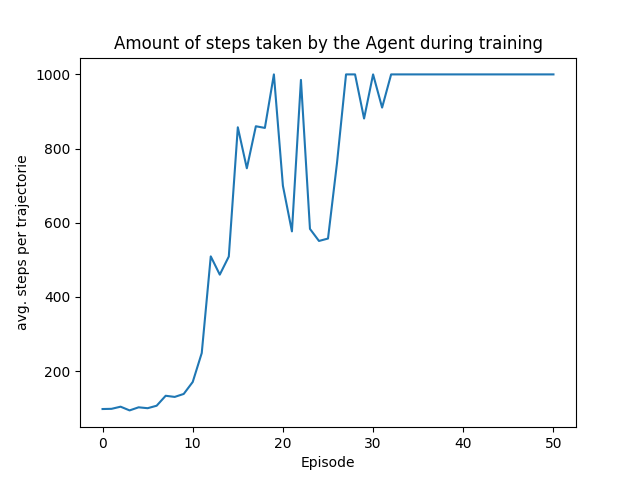 Amount of steps taken by the Agent during training
1000
800
600
400
200
avg. steps per trajectorie
0 10 20 30 40 50
Episode